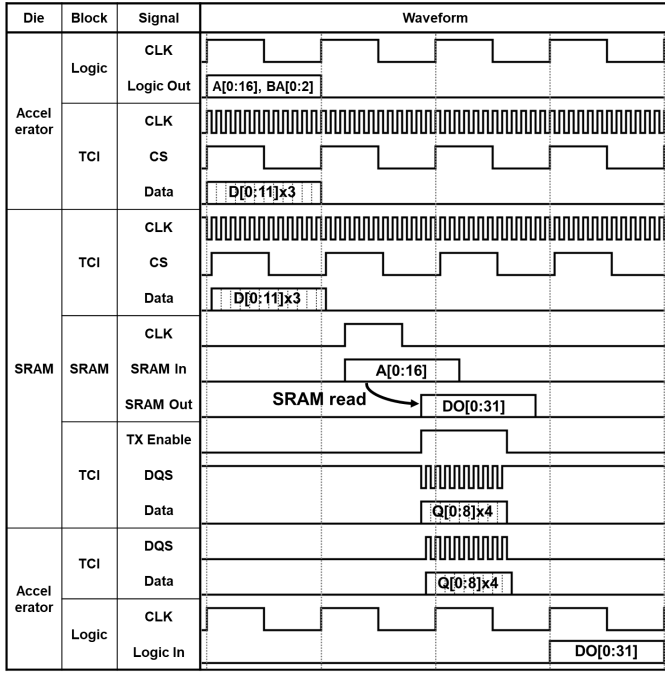 Die Block Signal Waveform
Accel
erator
Logic
CLK
Logic Out A[0:16], BA[0:2]
TCI
CLK
CS
Data D[0:11]x3
SRAM
TCI
CLK
CS
Data D[0:11]x3
SRAM
CLK
SRAM In A[0:16]
SRAM Out SRAM read DO[0:31]
TCI
TX Enable
DQS
Data Q[0:8]x4
Accel
erator
TCI
DQS
Data Q[0:8]x4
Logic
CLK
Logic In DO[0:31]